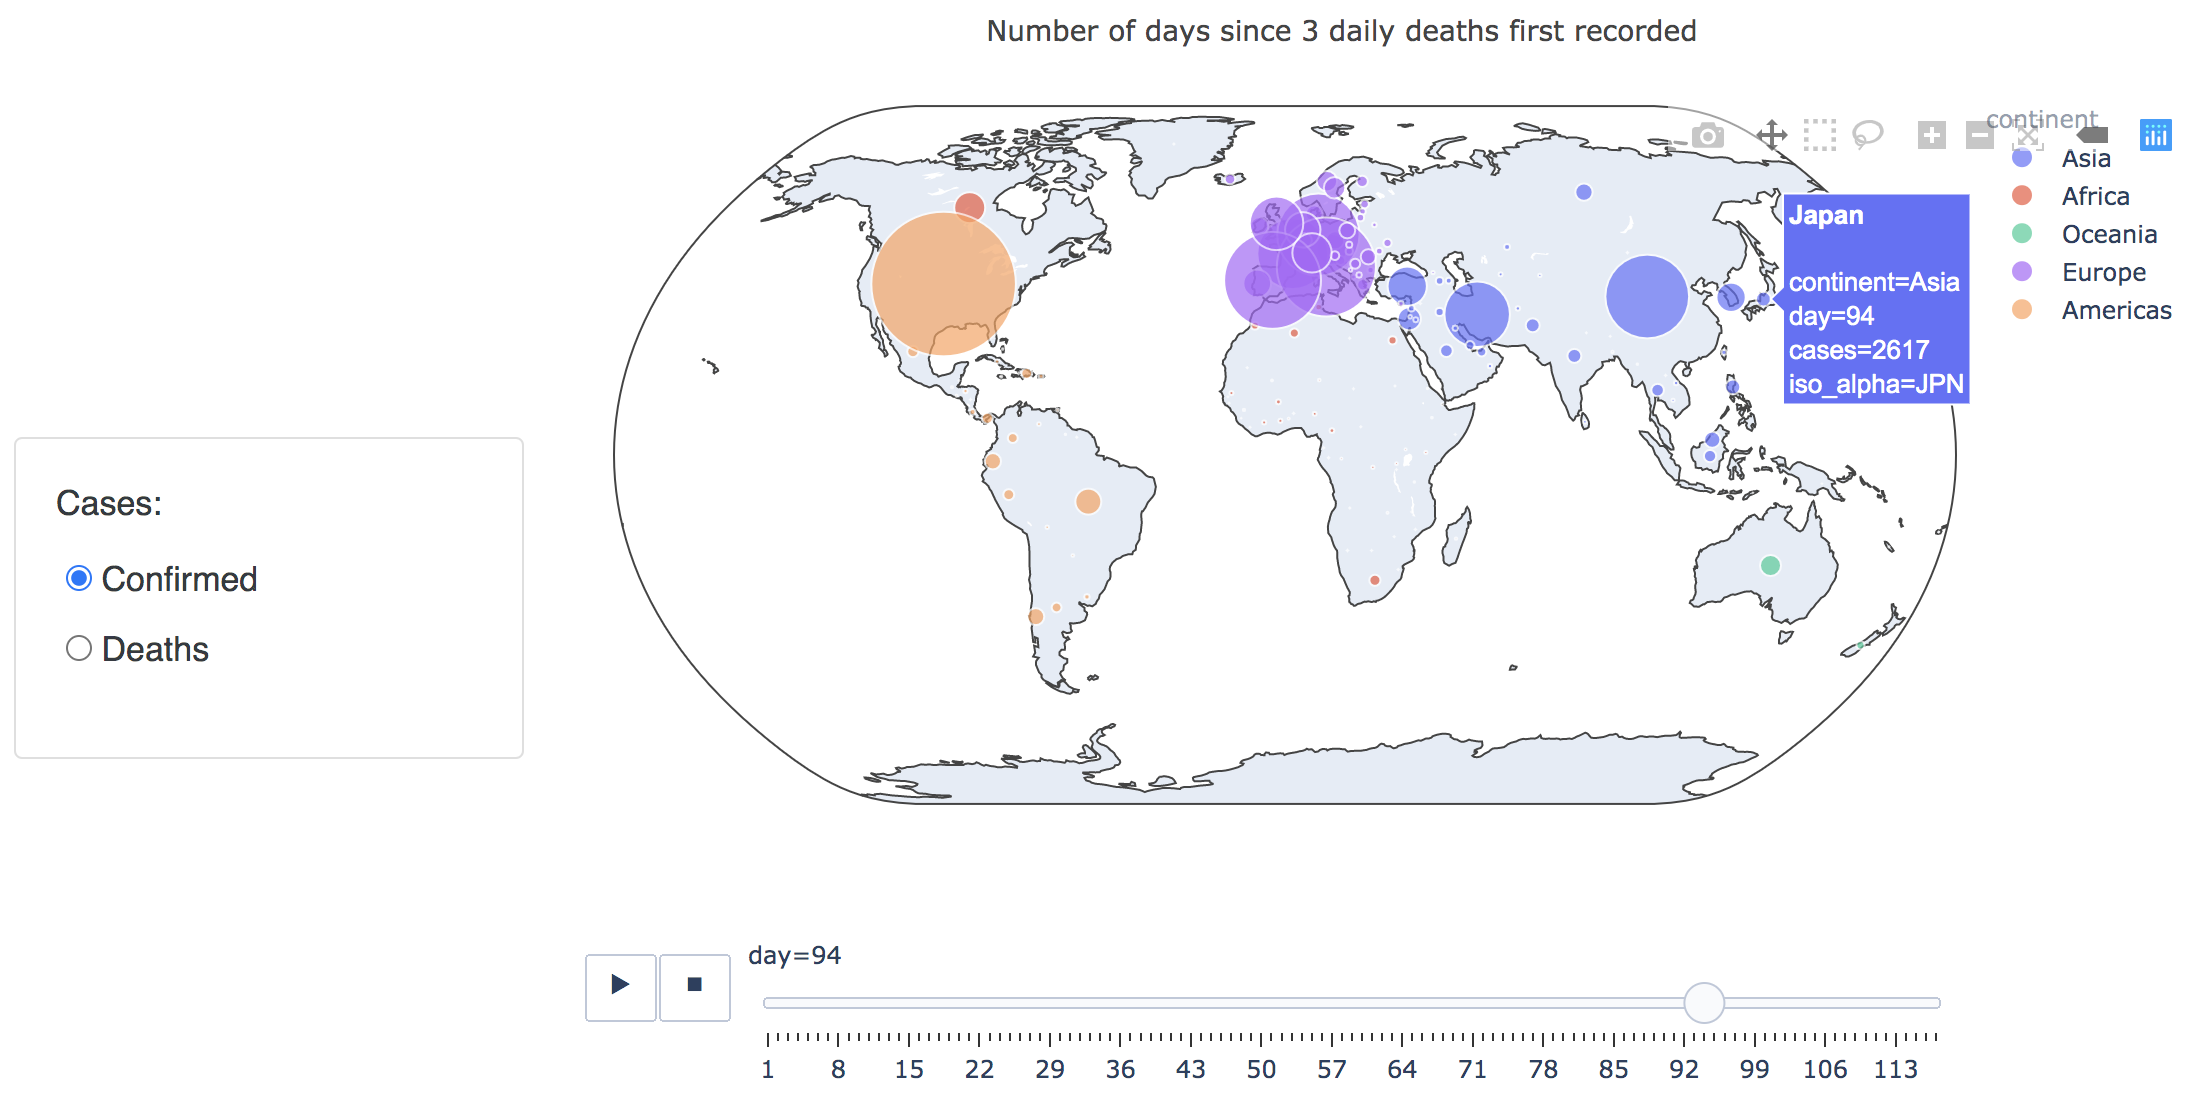 Number of days since 3 daily deaths first recorded
continent
Asia
Africa
Oceania
Europe
Americas
Japan
continent=Asia
day=94
cases=2617
iso_alpha=JPN
Cases:
Confirmed
Deaths
day=94
1 8 15 22 29 36 43 50 57 64 71 78 85 92 99 106 113